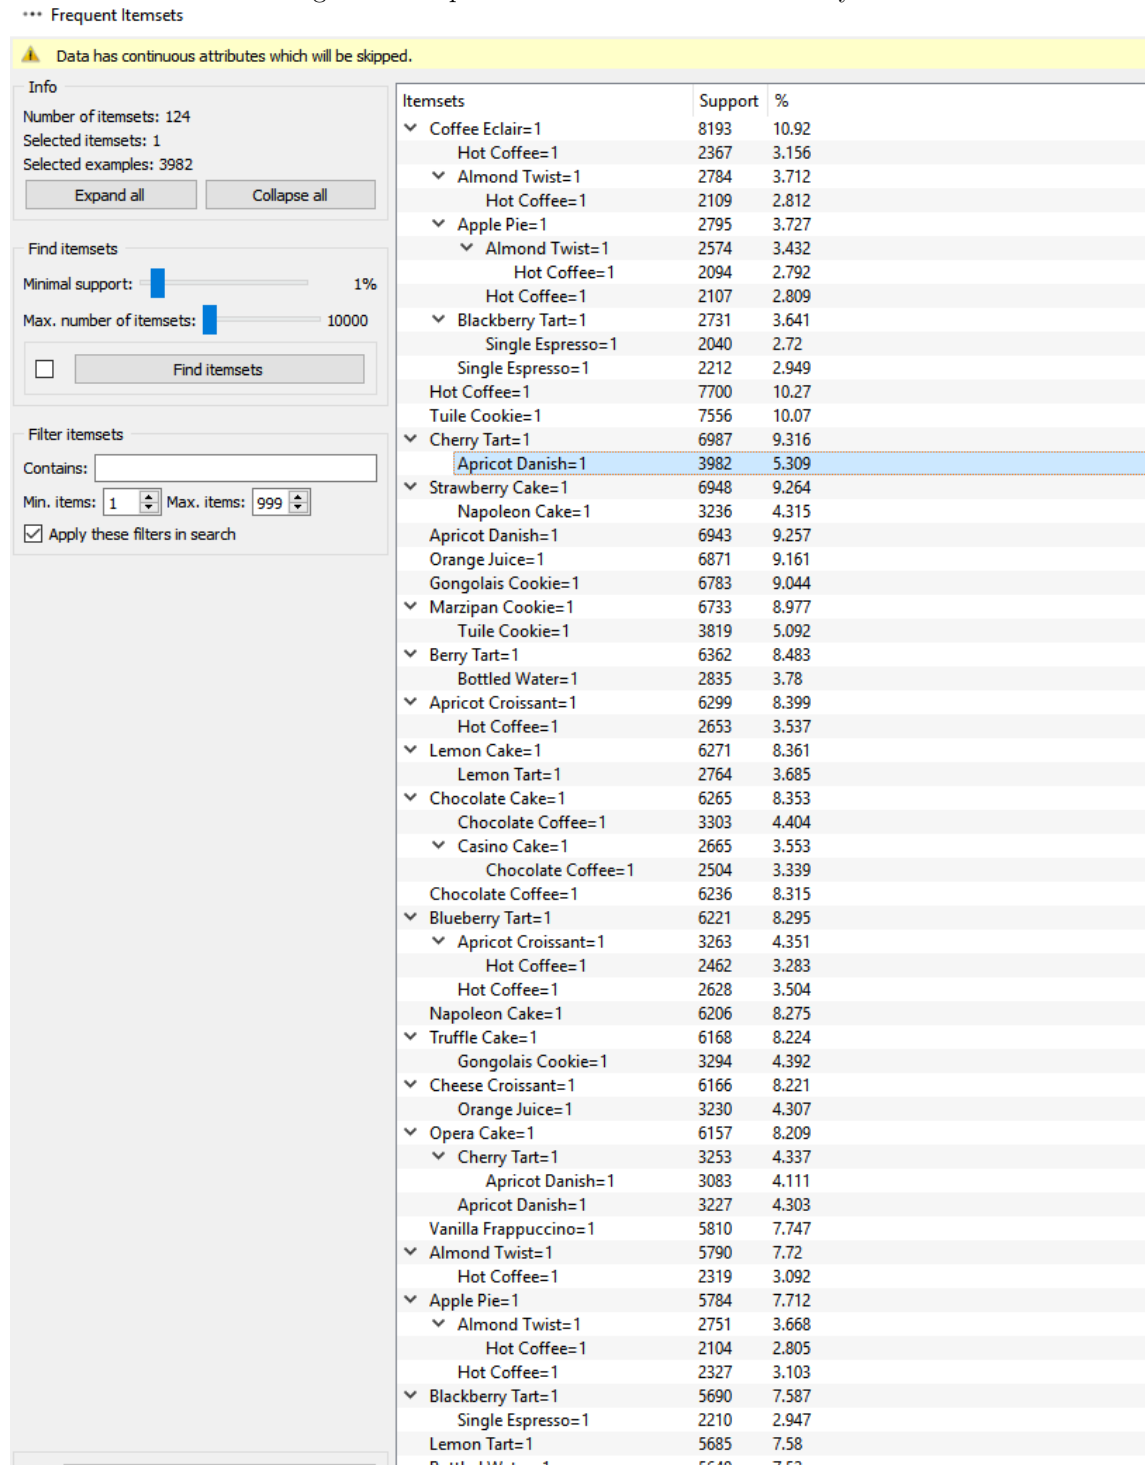 Frequent Itemsets
Data has continuous attributes which will be skipped.
Info
Number of itemsets: 124
Selected itemsets: 1
Selected examples: 3982
Expand all Collapse all
Find itemsets
Minimal support: 1%
Max. number of itemsets: 10000
Find itemsets
Filter itemsets
Contains:
Min. items: 1 Max. items: 999
Apply these filters in search
Itemsets Support %
Coffee Eclair=1 8193 10.92
Hot Coffee=1 2367 3.156
Almond Twist=1 2784 3.712
Hot Coffee=1 2109 2.812
Apple Pie=1 2795 3.727
Almond Twist=1 2574 3.432
Hot Coffee=1 2094 2.792
Hot Coffee=1 2107 2.809
Blackberry Tart=1 2731 3.641
Single Espresso=1 2040 2.72
Single Espresso=1 2212 2.949
Hot Coffee=1 7700 10.27
Tuile Cookie=1 7556 10.07
Cherry Tart=1 6987 9.316
Apricot Danish=1 3982 5.309
Strawberry Cake=1 6948 9.264
Napoleon Cake=1 3236 4.315
Apricot Danish=1 6943 9.257
Orange Juice=1 6871 9.161
Gongolais Cookie=1 6783 9.044
Marzipan Cookie=1 6733 8.977
Tuile Cookie=1 3819 5.092
Berry Tart=1 6362 8.483
Bottled Water=1 2835 3.78
Apricot Croissant=1 6299 8.399
Hot Coffee=1 2653 3.537
Lemon Cake=1 6271 8.361
Lemon Tart=1 2764 3.685
Chocolate Cake=1 6265 8.353
Chocolate Coffee=1 3303 4.404
Casino Cake=1 2665 3.553
Chocolate Coffee=1 2504 3.339
Chocolate Coffee=1 6236 8.315
Blueberry Tart=1 6221 8.295
Apricot Croissant=1 3263 4.351
Hot Coffee=1 2462 3.283
Hot Coffee=1 2628 3.504
Napoleon Cake=1 6206 8.275
Truffle Cake=1 6168 8.224
Gongolais Cookie=1 3294 4.392
Cheese Croissant=1 6166 8.221
Orange Juice=1 3230 4.307
Opera Cake=1 6157 8.209
Cherry Tart=1 3253 4.337
Apricot Danish=1 3083 4.111
Apricot Danish=1 3227 4.303
Vanilla Frappuccino=1 5810 7.747
Almond Twist=1 5790 7.72
Hot Coffee=1 2319 3.092
Apple Pie=1 5784 7.712
Almond Twist=1 2751 3.668
Hot Coffee=1 2104 2.805
Hot Coffee=1 2327 3.103
Blackberry Tart=1 5690 7.587
Single Espresso=1 2210 2.947
Lemon Tart=1 5685 7.58